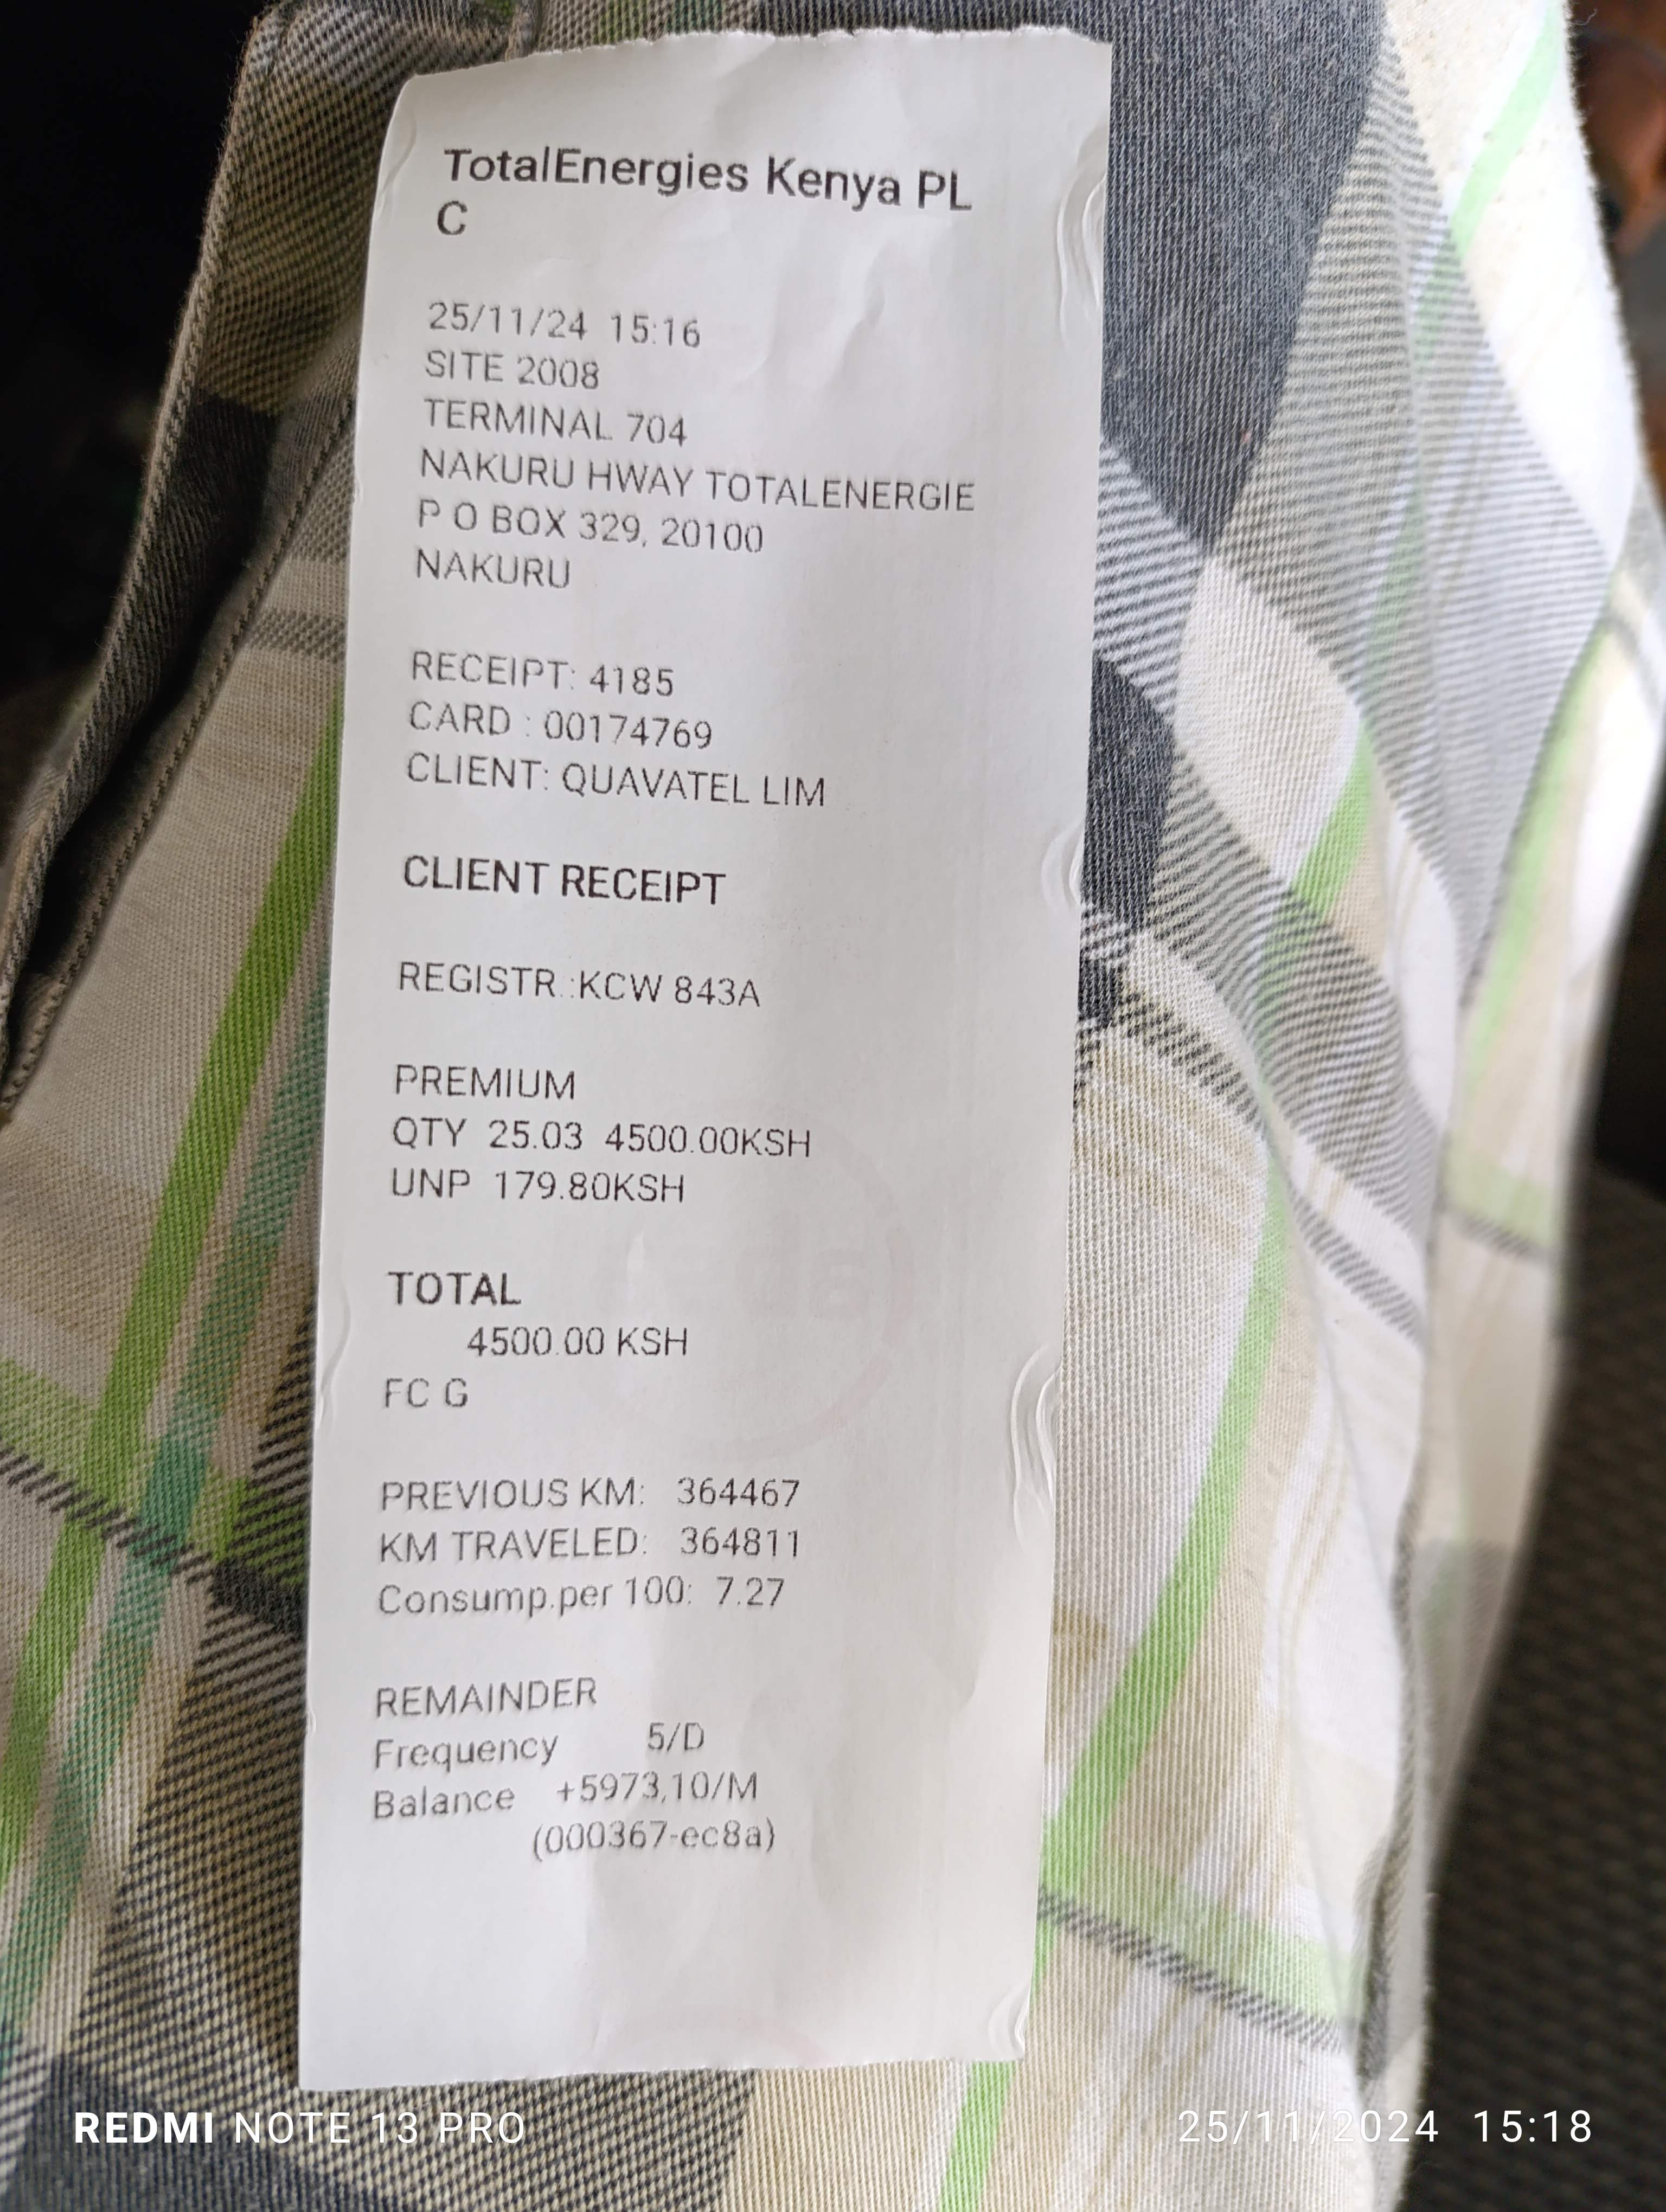 TotalEnergies Kenya PL
C
25/11/24 15:16
SITE 2008
TERMINAL 704
NAKURU HWAY TOTALENERGIE
P O BOX 329, 20100
NAKURU
RECEIPT: 4185
CARD : 00174769
CLIENT: QUAVATEL LIM
CLIENT RECEIPT
REGISTR.:KCW 843A
PREMIUM
QTY 25.03 4500.00KSH
UNP 179.80KSH
TOTAL
4500.00 KSH
FC G
PREVIOUS KM: 364467
KM TRAVELED: 364811
Consump.per 100: 7.27
REMAINDER
Frequency 5/D
Balance +5973,10/M
(000367-ec8a)
REDMI NOTE 13 PRO
25/11/2024 15:18